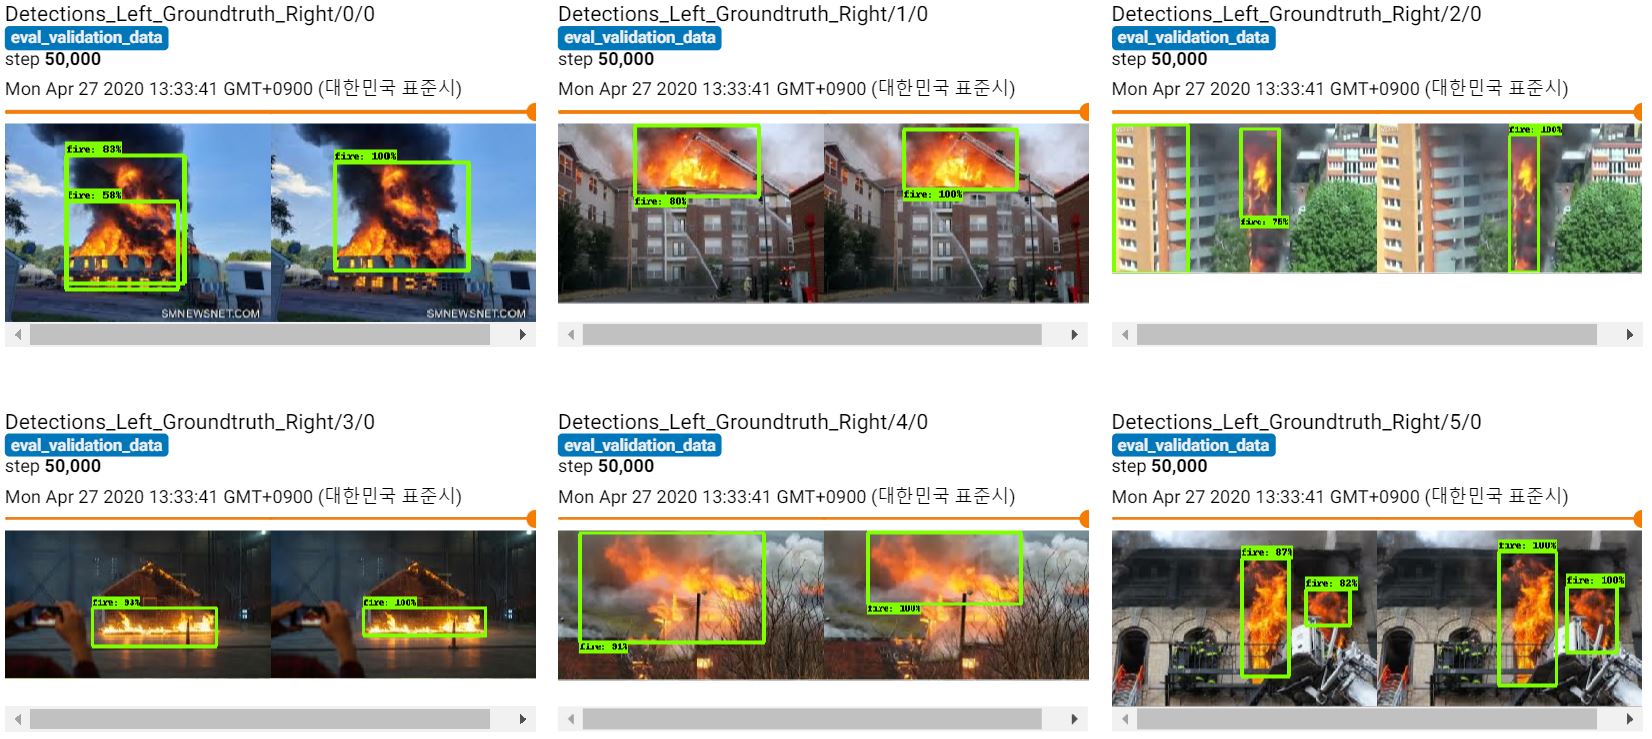 Detections_Left_Groundtruth_Right/0/0
eval_validation_data
step 50,000
Mon Apr 27 2020 13:33:41 GMT+0900 (대한민국 표준시)
fire: 83%
fire: 58%
fire: 100%
SMNEWSNET.COM
SMNEWSNET.COM
Detections_Left_Groundtruth_Right/1/0
eval_validation_data
step 50,000
Mon Apr 27 2020 13:33:41 GMT+0900 (대한민국 표준시)
fire: 80%
fire: 100%
Detections_Left_Groundtruth_Right/2/0
eval_validation_data
step 50,000
Mon Apr 27 2020 13:33:41 GMT+0900 (대한민국 표준시)
fire: 100%
fire: 75%
Detections_Left_Groundtruth_Right/3/0
eval_validation_data
step 50,000
Mon Apr 27 2020 13:33:41 GMT+0900 (대한민국 표준시)
fire: 
fire: 100%
Detections_Left_Groundtruth_Right/4/0
eval_validation_data
step 50,000
Mon Apr 27 2020 13:33:41 GMT+0900 (대한민국 표준시)
fire: 100%
fire: 91%
Detections_Left_Groundtruth_Right/5/0
eval_validation_data
step 50,000
Mon Apr 27 2020 13:33:41 GMT+0900 (대한민국 표준시)
fire: 87%
fire: 82%
fire: 100%
fire: 100%